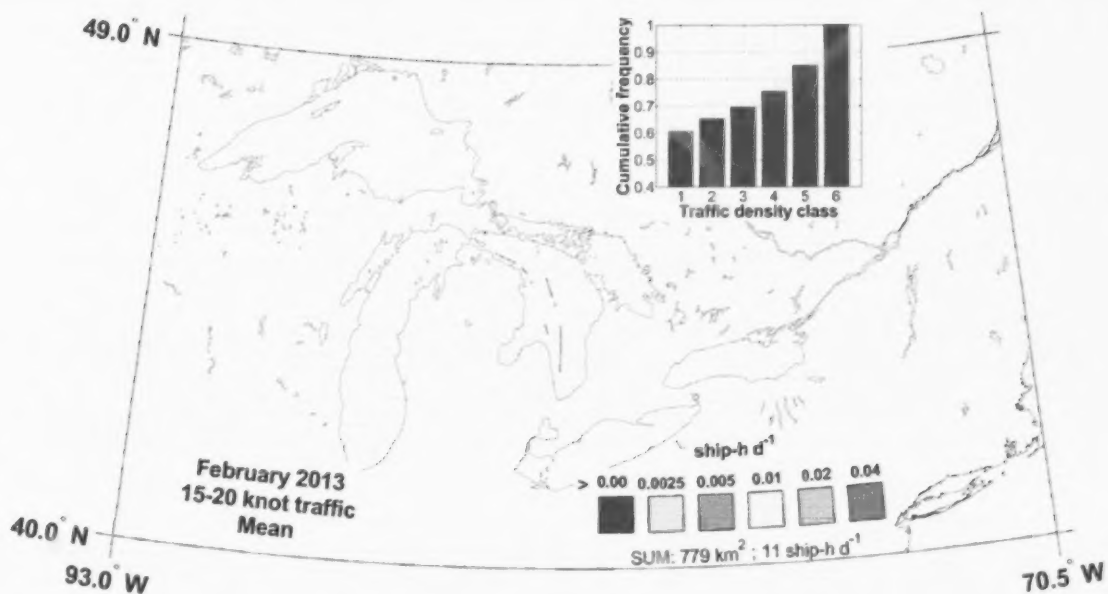 49.0° N
Cumulative frequency
1
0.9
0.8
0.7
0.6
0.5
0.4
1 2 3 4 5 6
Traffic density class
February 2013
15-20 knot traffic
Mean
ship-h d⁻¹
> 0.00 0.0025 0.005 0.01 0.02 0.04
SUM: 779 km² ; 11 ship-h d⁻¹
40.0° N
93.0° W
70.5° W